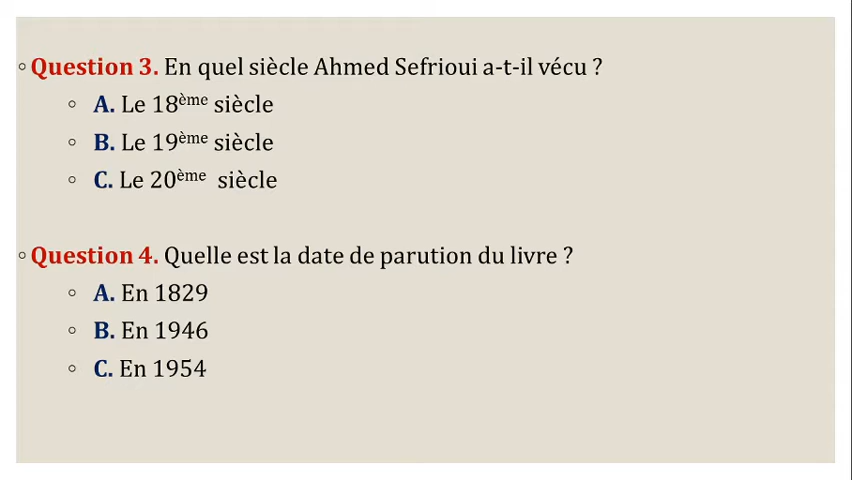 ◦ Question 3. En quel siècle Ahmed Sefrioui a-t-il vécu ?
◦ A. Le 18ème siècle
◦ B. Le 19ème siècle
◦ C. Le 20ème siècle
◦ Question 4. Quelle est la date de parution du livre ?
◦ A. En 1829
◦ B. En 1946
◦ C. En 1954